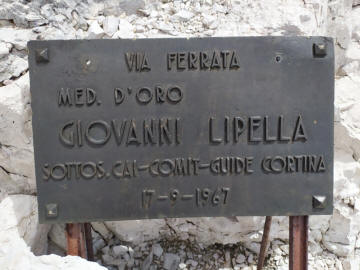 VIA FERRATA
MED. D'ORO
GIOVANNI LIPELLA
SOTTOS. CAI-COMIT-GUIDE CORTINA
17-9-1967